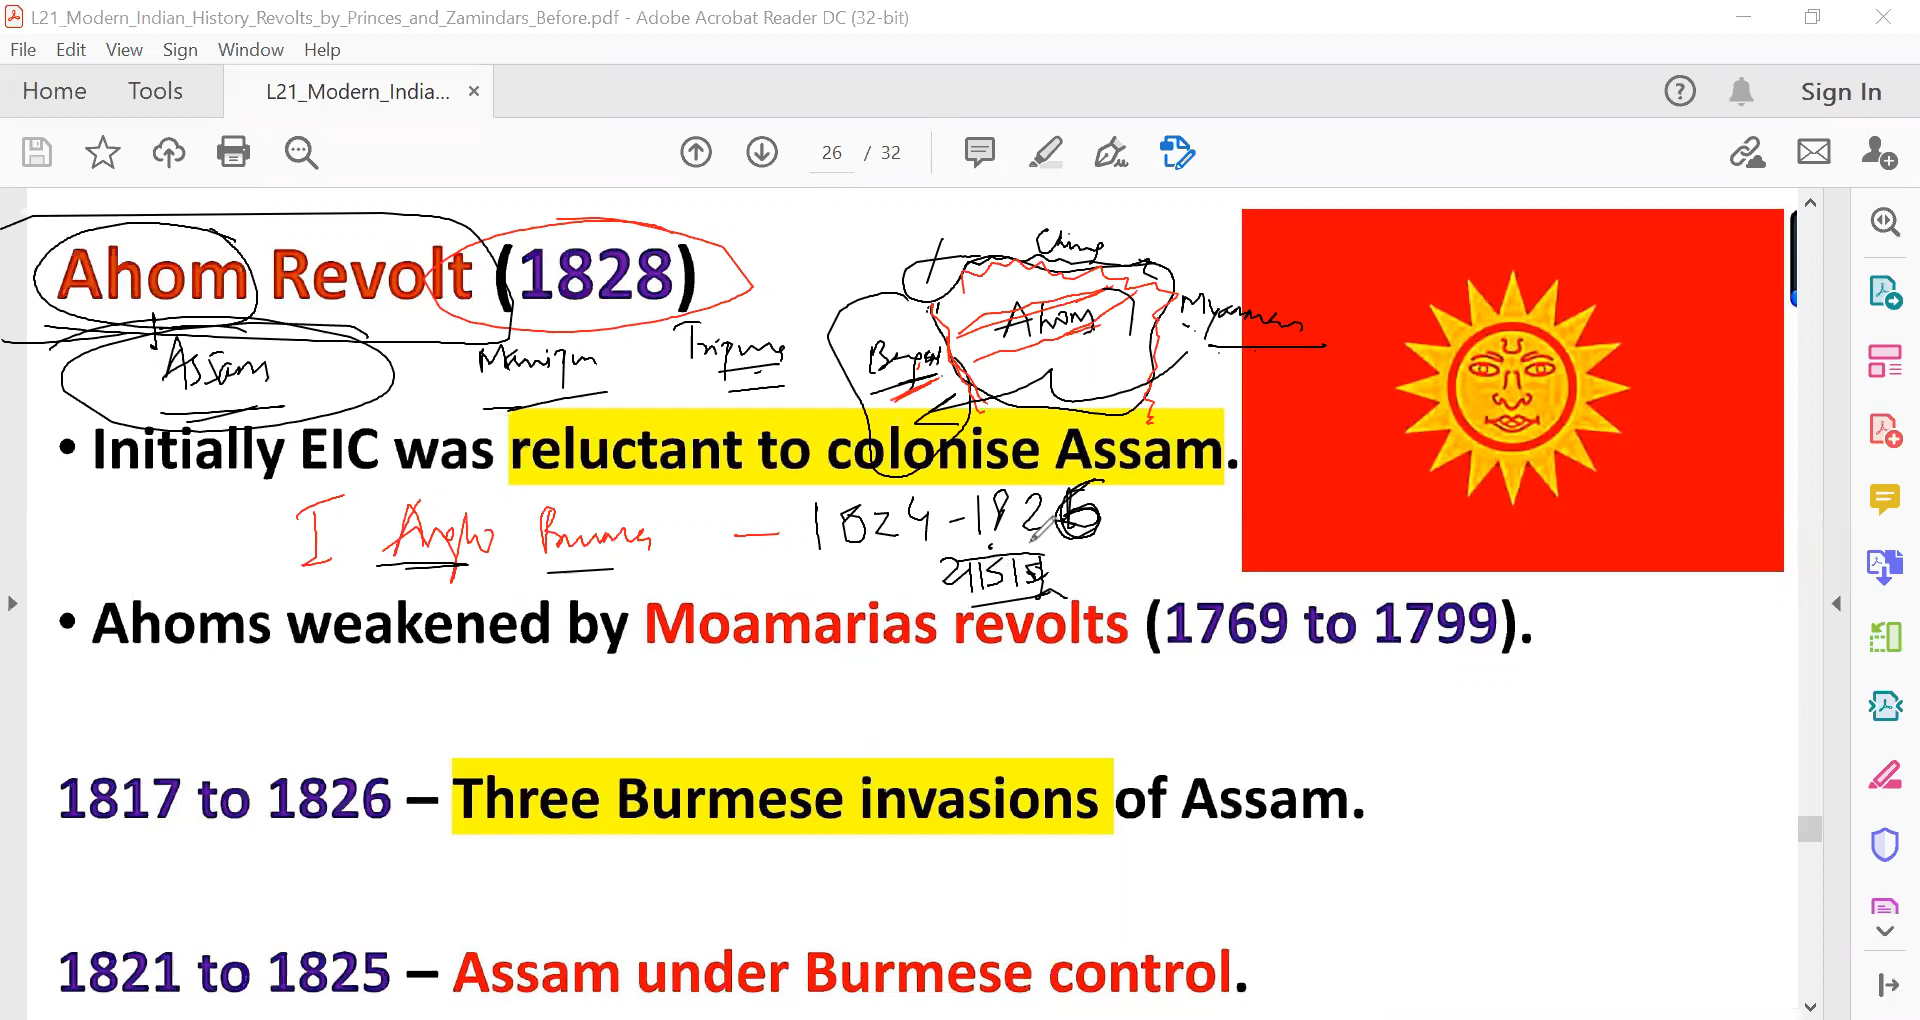 L21_Modern_Indian_History_Revolts_by_Princes_and_Zamindars_Before.pdf - Adobe Acrobat Reader DC (32-bit)
File Edit View Sign Window Help
Home Tools L21_Modern_India... × Sign In
26 / 32
Ahom Revolt (1828)
China
Ahom
Myanmar
Assam Manipur Tripura Bengal
• Initially EIC was reluctant to colonise Assam.
I Anglo Burma — 1824-1826
• Ahoms weakened by Moamarias revolts (1769 to 1799).
1817 to 1826 – Three Burmese invasions of Assam.
1821 to 1825 – Assam under Burmese control.